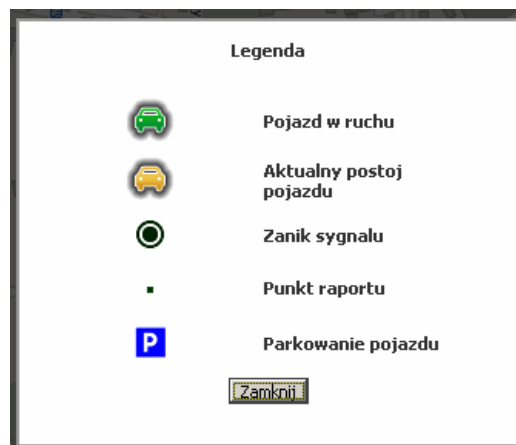 Legenda
Pojazd w ruchu
Aktualny postoj
pojazdu
Zanik sygnalu
Punkt raportu
P
Parkowanie pojazdu
Zamknij